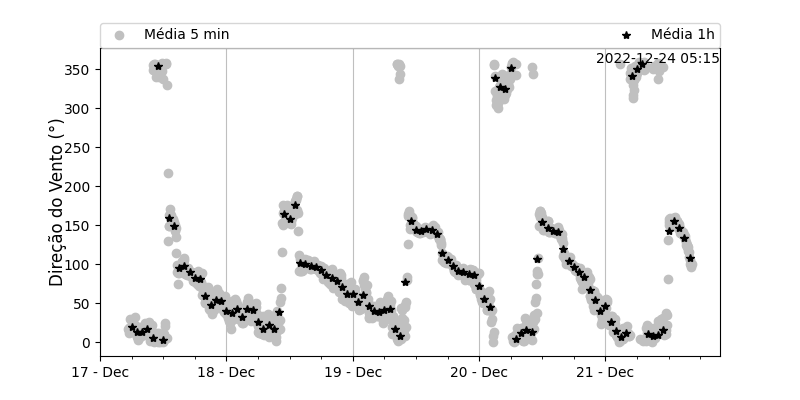 Média 5 min
Média 1h
2022-12-24 05:15
Direção do Vento (°)
350
300
250
200
150
100
50
0
17 - Dec
18 - Dec
19 - Dec
20 - Dec
21 - Dec